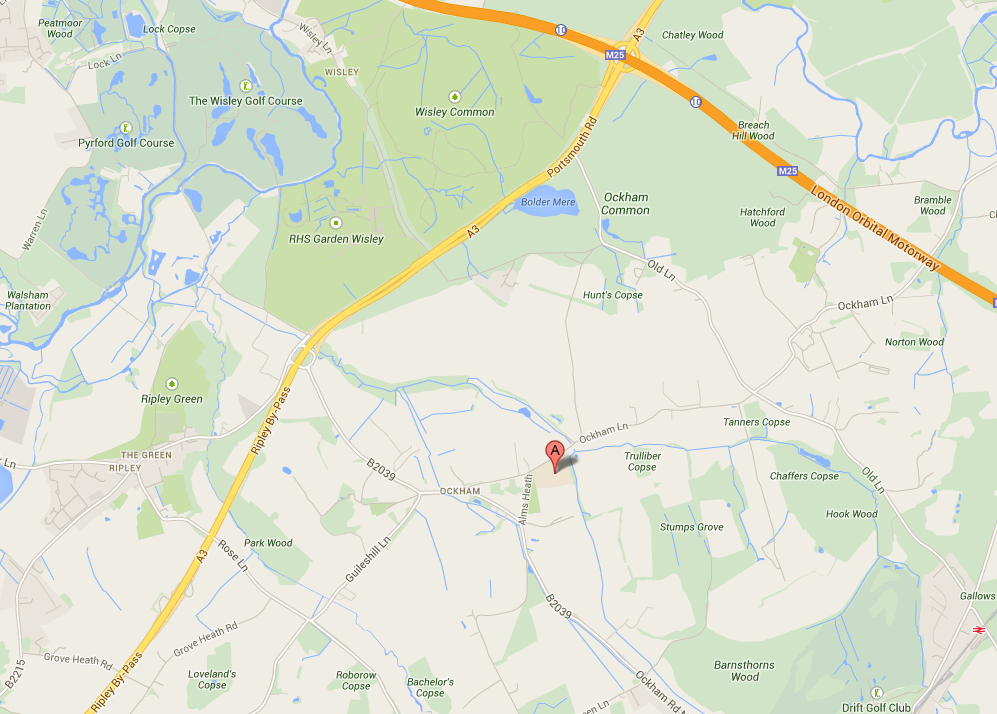 Peatmoor
Wood
Lock Copse
Lock Ln
Wisley Ln
WISLEY
10
A3
M25
Chatley Wood
The Wisley Golf Course
Wisley Common
10
Pyrford Golf Course
Portsmouth Rd
Breach
Hill Wood
M25
Warren Ln
RHS Garden Wisley
A3
Bolder Mere
Ockham
Common
Hatchford
Wood
London Orbital Motorway
Bramble
Wood
Walsham
Plantation
Old Ln
Hunt's Copse
Ockham Ln
Norton Wood
Ripley Green
Ripley By-Pass
Tanners Copse
THE GREEN
RIPLEY
Ockham Ln
A
Trulliber
Copse
Chaffers Copse
Old Ln
B2039
OCKHAM
Alms Heath
Stumps Grove
Hook Wood
Park Wood
A3
Rose Ln
Guileshill Ln
B2039
Gallows
Grove Heath Rd
Grove Heath Rd
B2215
Ripley By-Pass
Loveland's
Copse
Roborow
Copse
Bachelor's
Copse
Ockham Rd
Barnsthorns
Wood
Drift Golf Club